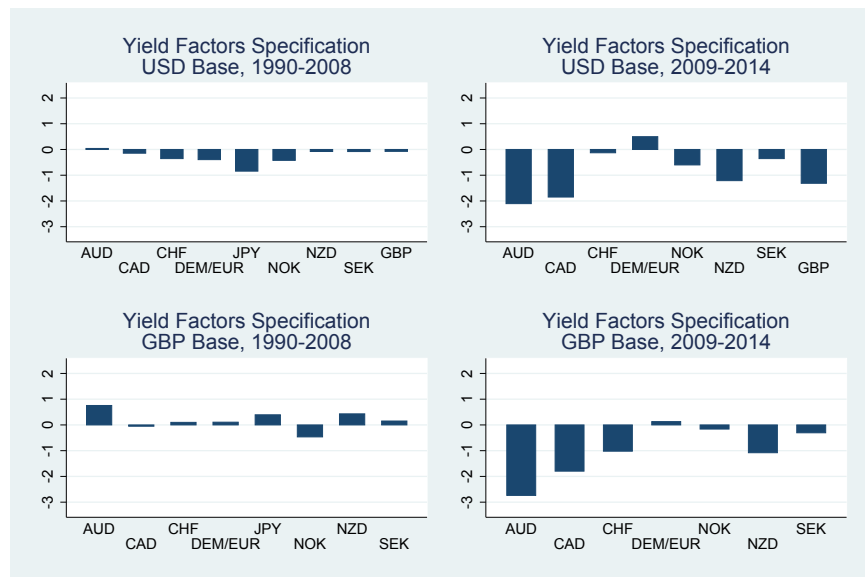 Yield Factors Specification
USD Base, 1990-2008
2
1
0
-1
-2
-3
AUD
CAD
CHF
DEM/EUR
JPY
NOK
NZD
SEK
GBP
Yield Factors Specification
USD Base, 2009-2014
2
1
0
-1
-2
-3
AUD
CAD
CHF
DEM/EUR
NOK
NZD
SEK
GBP
Yield Factors Specification
GBP Base, 1990-2008
2
1
0
-1
-2
-3
AUD
CAD
CHF
DEM/EUR
JPY
NOK
NZD
SEK
Yield Factors Specification
GBP Base, 2009-2014
2
1
0
-1
-2
-3
AUD
CAD
CHF
DEM/EUR
NOK
NZD
SEK